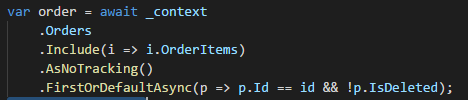 var order = await _context
.Orders
.Include(i => i.OrderItems)
.AsNoTracking()
.FirstOrDefaultAsync(p => p.Id == id && !p.IsDeleted);